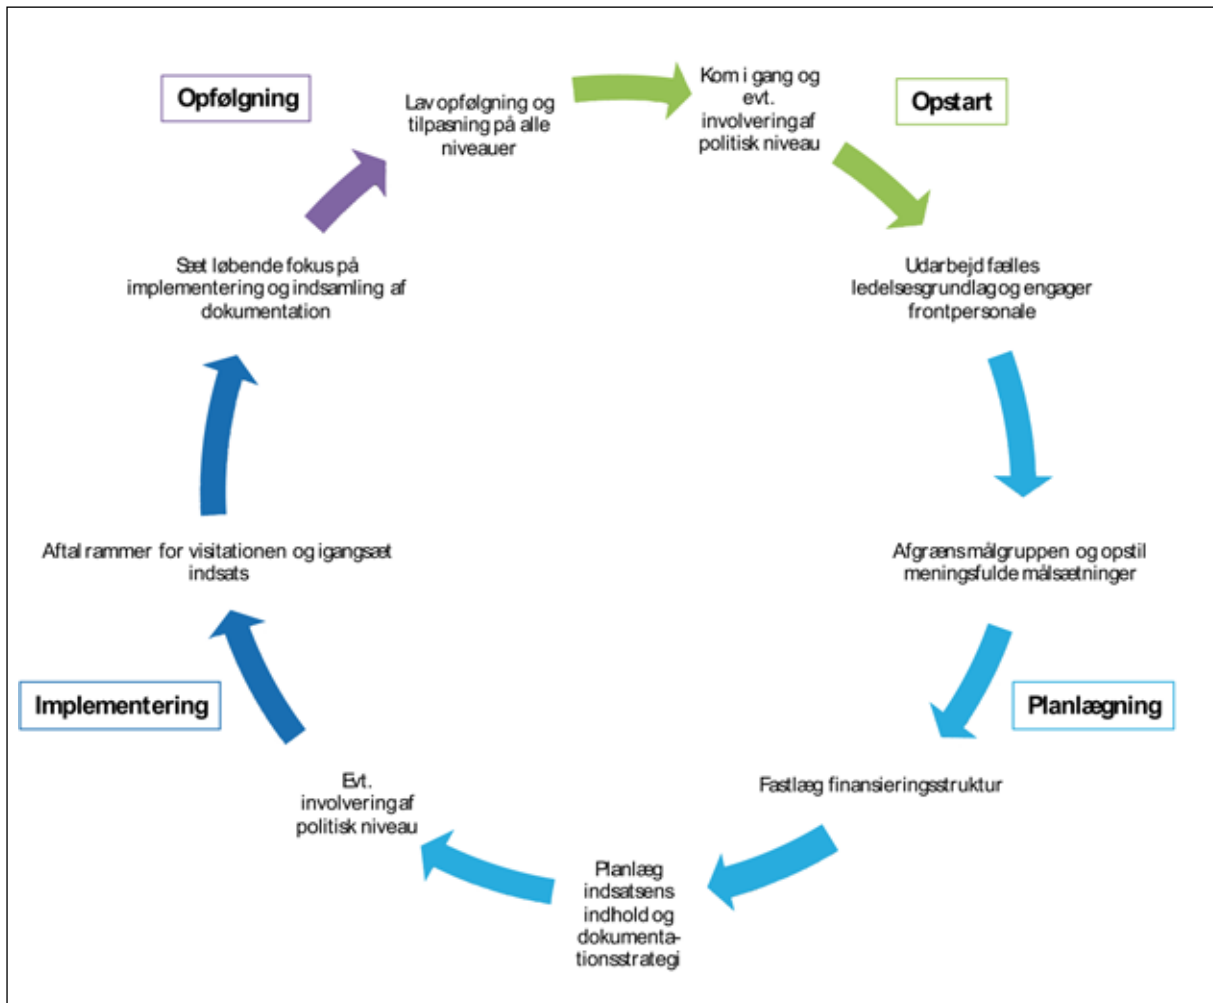 Opfølgning
Lav opfølgning og
tilpasning på alle
niveauer
Kom i gang og
evt.
involvering af
politisk niveau
Opstart
Udarbejd fælles
ledelsesgrundlag og engager
frontpersonale
Afgræns målgruppen og opstil
meningsfulde målsætninger
Planlægning
Fastlæg finansieringsstruktur
Planlæg
indsatsens
indhold og
dokumenta-
tionsstrategi
Evt.
involvering af
politisk niveau
Implementering
Aftal rammer for visitationen og igangsæt
indsats
Sæt løbende fokus på
implementering og indsamling af
dokumentation